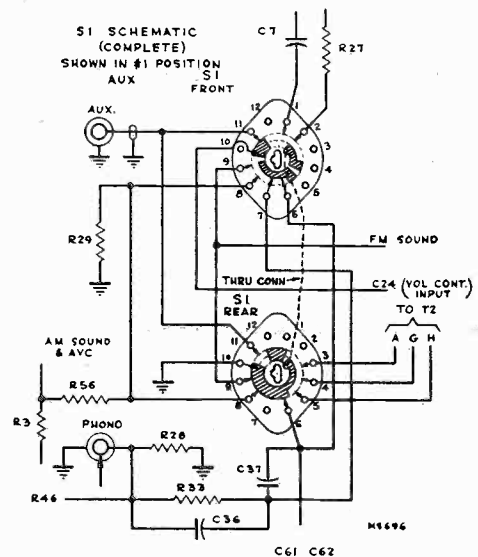 S1 SCHEMATIC
(COMPLETE)
SHOWN IN #1 POSITION
AUX
S1
FRONT
C7
R27
AUX.
12
1
11
2
10
3
9
4
8
5
7
6
R29
FM SOUND
THRU CONN
C24 (VOL CONT. INPUT)
S1
REAR
TO T2
A G H
12
1
11
2
10
3
9
4
8
5
7
6
AM SOUND
& AVC
R56
R3
PHONO
R28
C37
R46
R33
C36
MS696
C61 C62